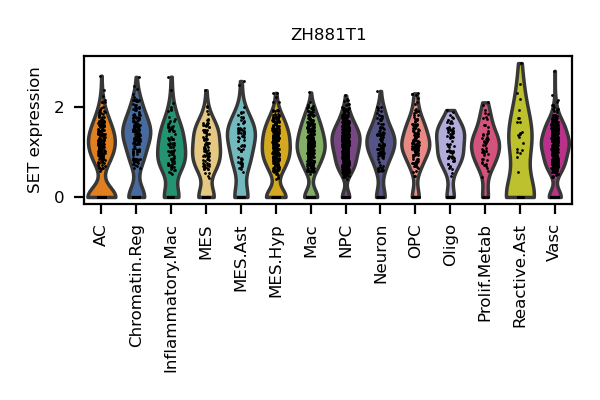 ZH881T1
SET expression
2
0
AC
Chromatin.Reg
Inflammatory.Mac
MES
MES.Ast
MES.Hyp
Mac
NPC
Neuron
OPC
Oligo
Prolif.Metab
Reactive.Ast
Vasc